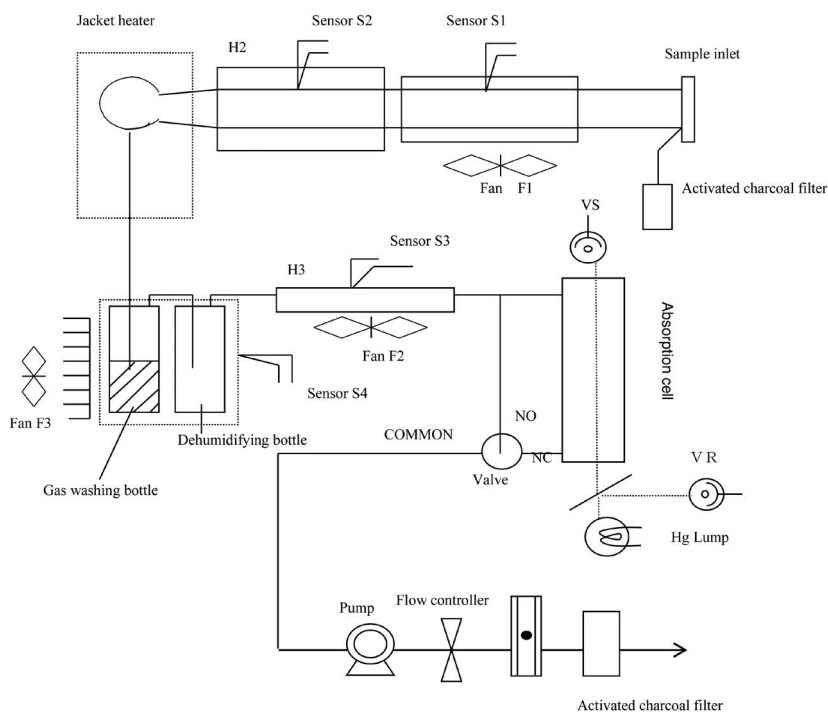 Jacket heater
Sensor S2
Sensor S1
H2
Sample inlet
Fan F1
Activated charcoal filter
VS
Sensor S3
H3
Absorption cell
Fan F2
Sensor S4
Fan F3
NO
Dehumidifying bottle
COMMON
NC
V R
Valve
Gas washing bottle
Hg Lump
Pump
Flow controller
Activated charcoal filter